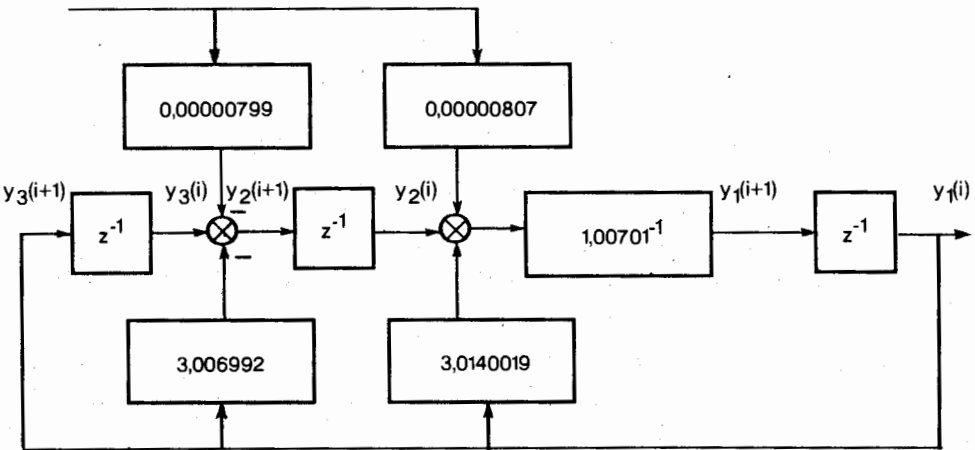 0,00000799
0,00000807
y₃(i+1)
z⁻¹
y₃(i)
−
y₂(i+1)
−
z⁻¹
y₂(i)
1,00701⁻¹
y₁(i+1)
z⁻¹
y₁(i)
3,006992
3,0140019